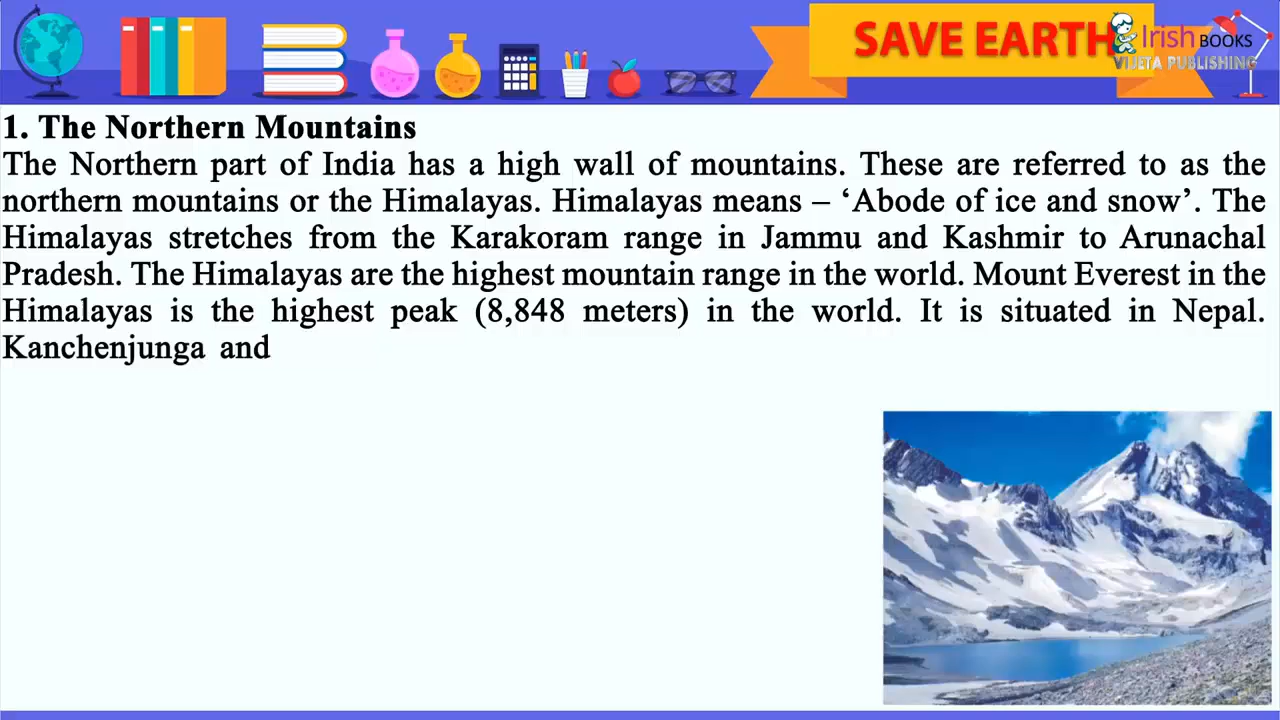 SAVE EARTH
Irish BOOKS
VIJETA PUBLISHING
1. The Northern Mountains
The Northern part of India has a high wall of mountains. These are referred to as the
northern mountains or the Himalayas. Himalayas means – ‘Abode of ice and snow’. The
Himalayas stretches from the Karakoram range in Jammu and Kashmir to Arunachal
Pradesh. The Himalayas are the highest mountain range in the world. Mount Everest in the
Himalayas is the highest peak (8,848 meters) in the world. It is situated in Nepal.
Kanchenjunga and